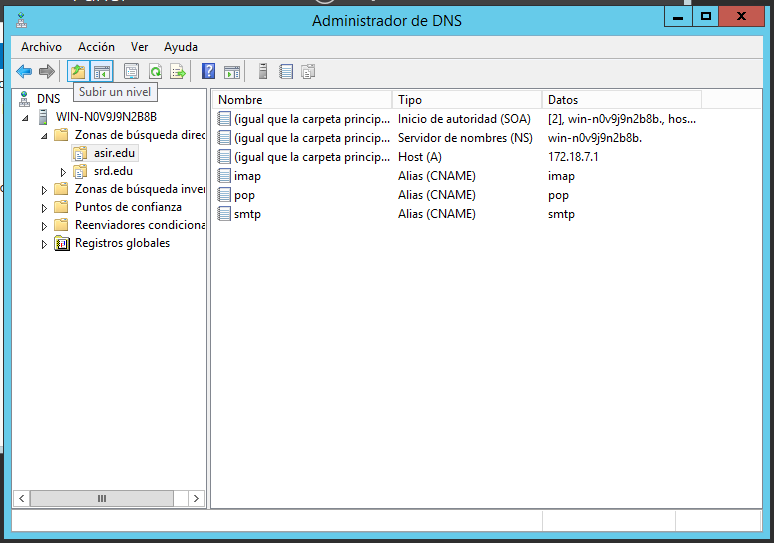 Administrador de DNS
Archivo Acción Ver Ayuda
Subir un nivel
DNS
WIN-N0V9J9N2B8B
Zonas de búsqueda direc
asir.edu
srd.edu
Zonas de búsqueda inver
Puntos de confianza
Reenviadores condiciona
Registros globales
Nombre Tipo Datos
(igual que la carpeta princip... Inicio de autoridad (SOA) [2], win-n0v9j9n2b8b., hos...
(igual que la carpeta princip... Servidor de nombres (NS) win-n0v9j9n2b8b.
(igual que la carpeta princip... Host (A) 172.18.7.1
imap Alias (CNAME) imap
pop Alias (CNAME) pop
smtp Alias (CNAME) smtp